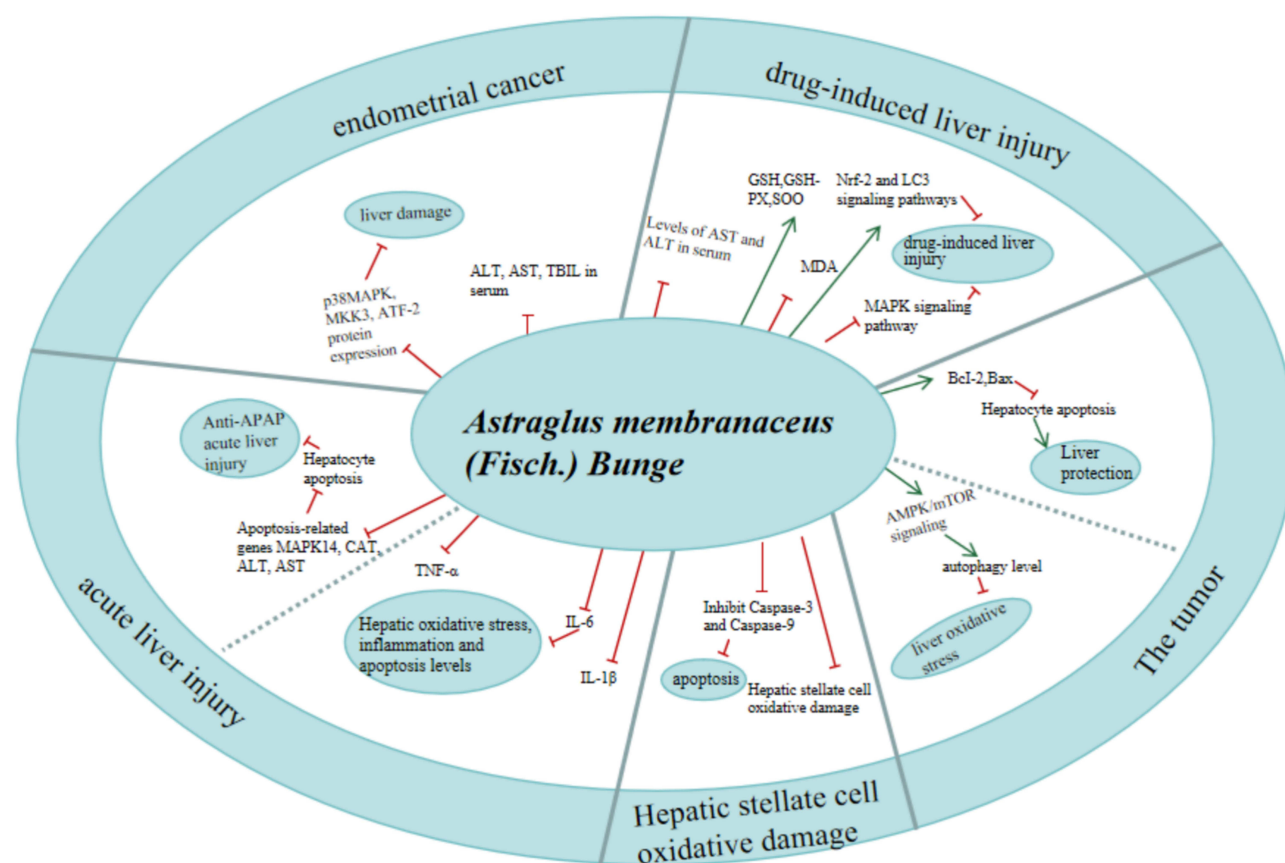 endometrial cancer
drug-induced liver injury
liver damage
p38MAPK,
MKK3, ATF-2
protein
expression
ALT, AST, TBIL in
serum
Levels of AST and
ALT in serum
GSH,GSH-
PX,SOO
MDA
Nrf-2 and LC3
signaling pathways
drug-induced liver
injury
MAPK signaling
pathway
Astraglus membranaceus
(Fisch.) Bunge
BcI-2,Bax
Hepatocyte apoptosis
Liver
protection
AMPK/mTOR
signaling
autophagy level
liver oxidative
stress
The tumor
Anti-APAP
acute liver
injury
Hepatocyte
apoptosis
Apoptosis-related
genes MAPK14, CAT,
ALT, AST
acute liver injury
TNF-α
Hepatic oxidative stress,
inflammation and
apoptosis levels
IL-6
IL-1β
Inhibit Caspase-3
and Caspase-9
apoptosis
Hepatic stellate cell
oxidative damage
Hepatic stellate cell
oxidative damage